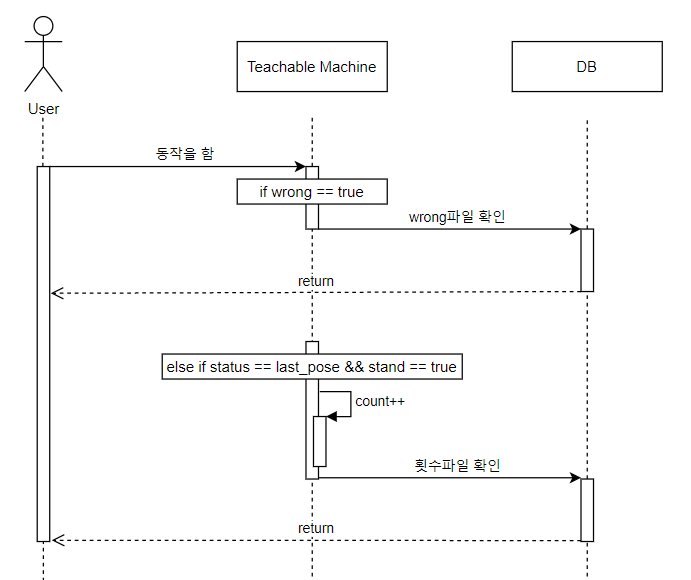 User
Teachable Machine
DB
동작을 함
if wrong == true
wrong파일 확인
return
else if status == last_pose && stand == true
count++
횟수파일 확인
return